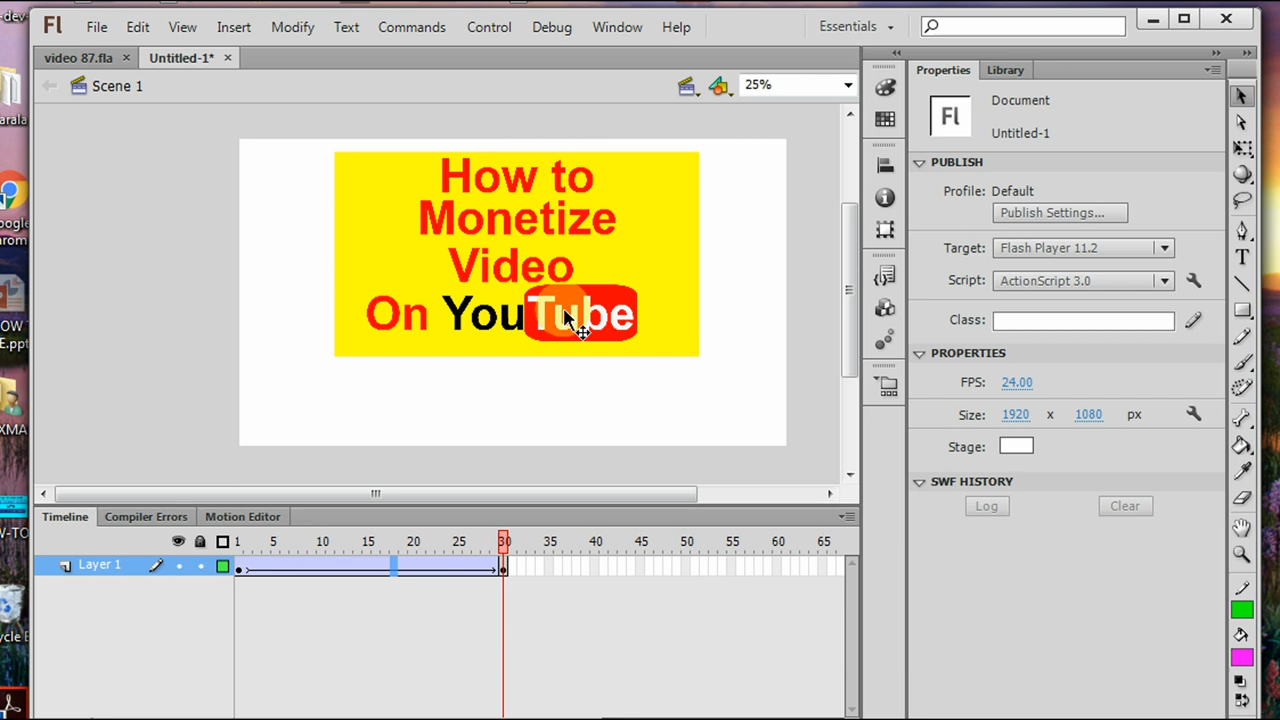 -dev-
Fl File Edit View Insert Modify Text Commands Control Debug Window Help Essentials
video 87.fla × Untitled-1* ×
Scene 1 25%
How to
Monetize
Video
On YouTube
Properties Library
Fl Document
Untitled-1
PUBLISH
Profile: Default
Publish Settings...
Target: Flash Player 11.2
Script: ActionScript 3.0
Class:
PROPERTIES
FPS: 24.00
Size: 1920 x 1080 px
Stage:
SWF HISTORY
Log Clear
Timeline Compiler Errors Motion Editor
1 5 10 15 20 25 30 35 40 45 50 55 60 65
Layer 1